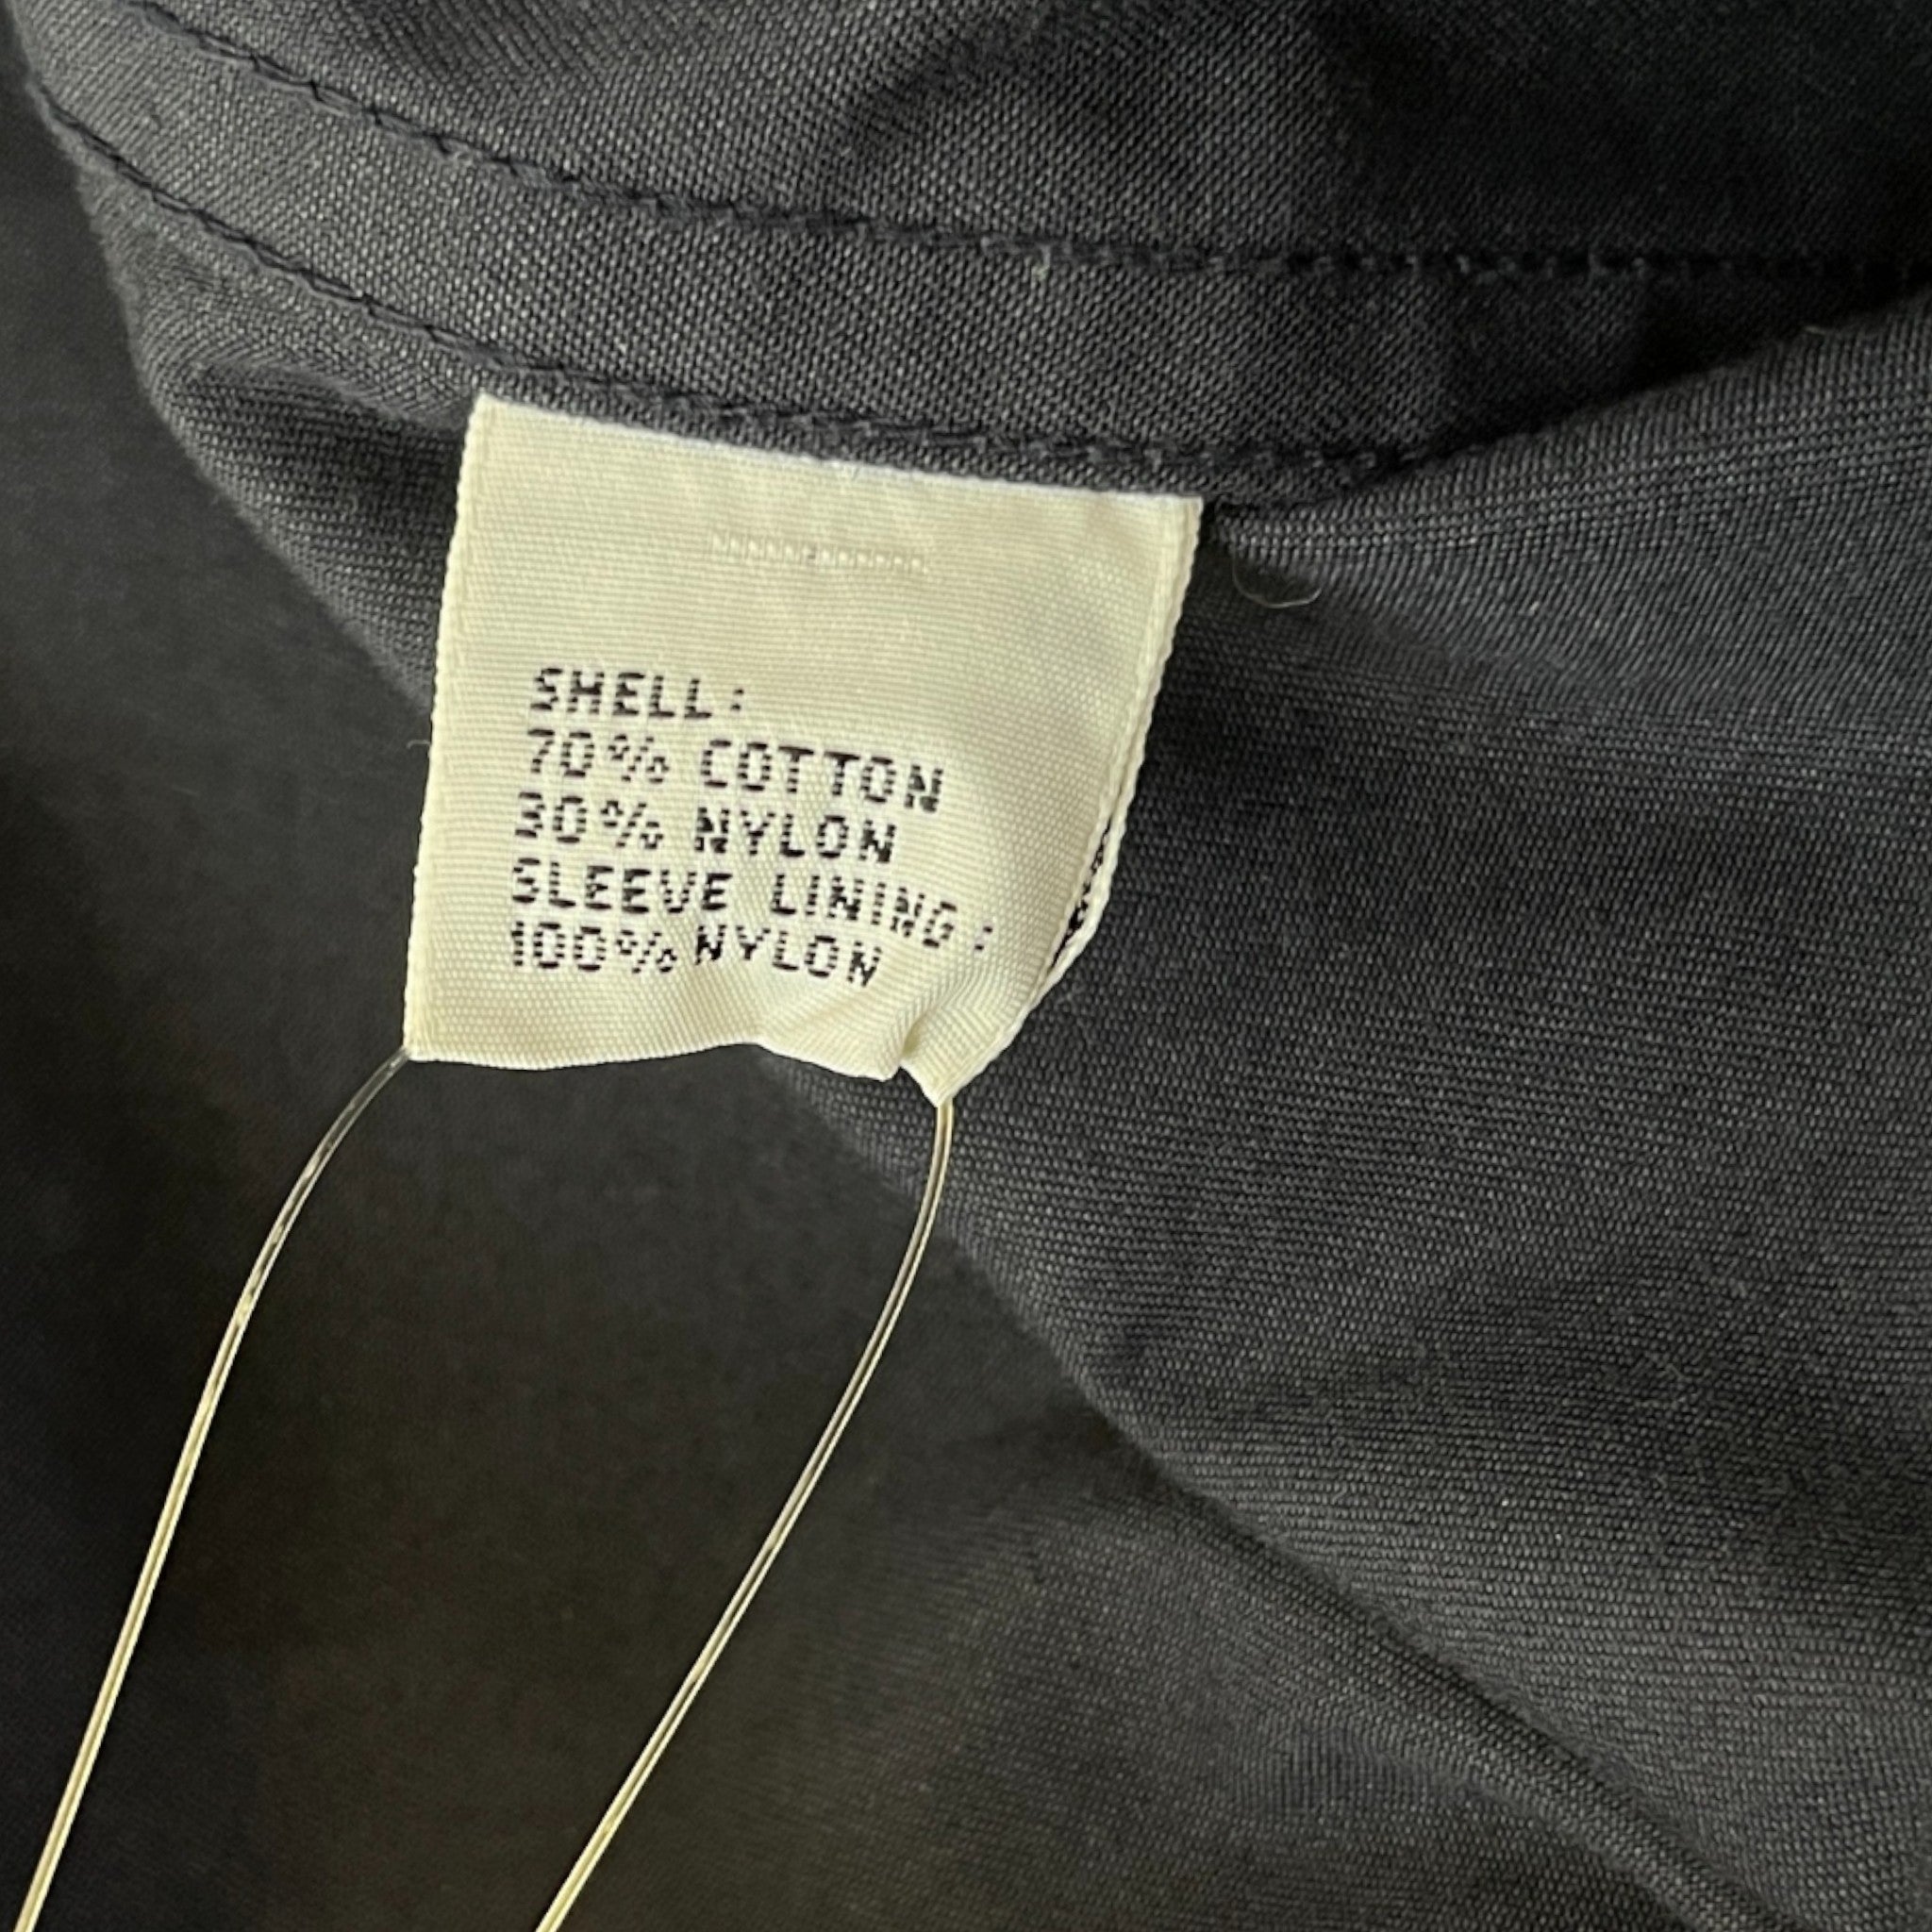 SHELL:
70% COTTON
30% NYLON
SLEEVE LINING:
100% NYLON